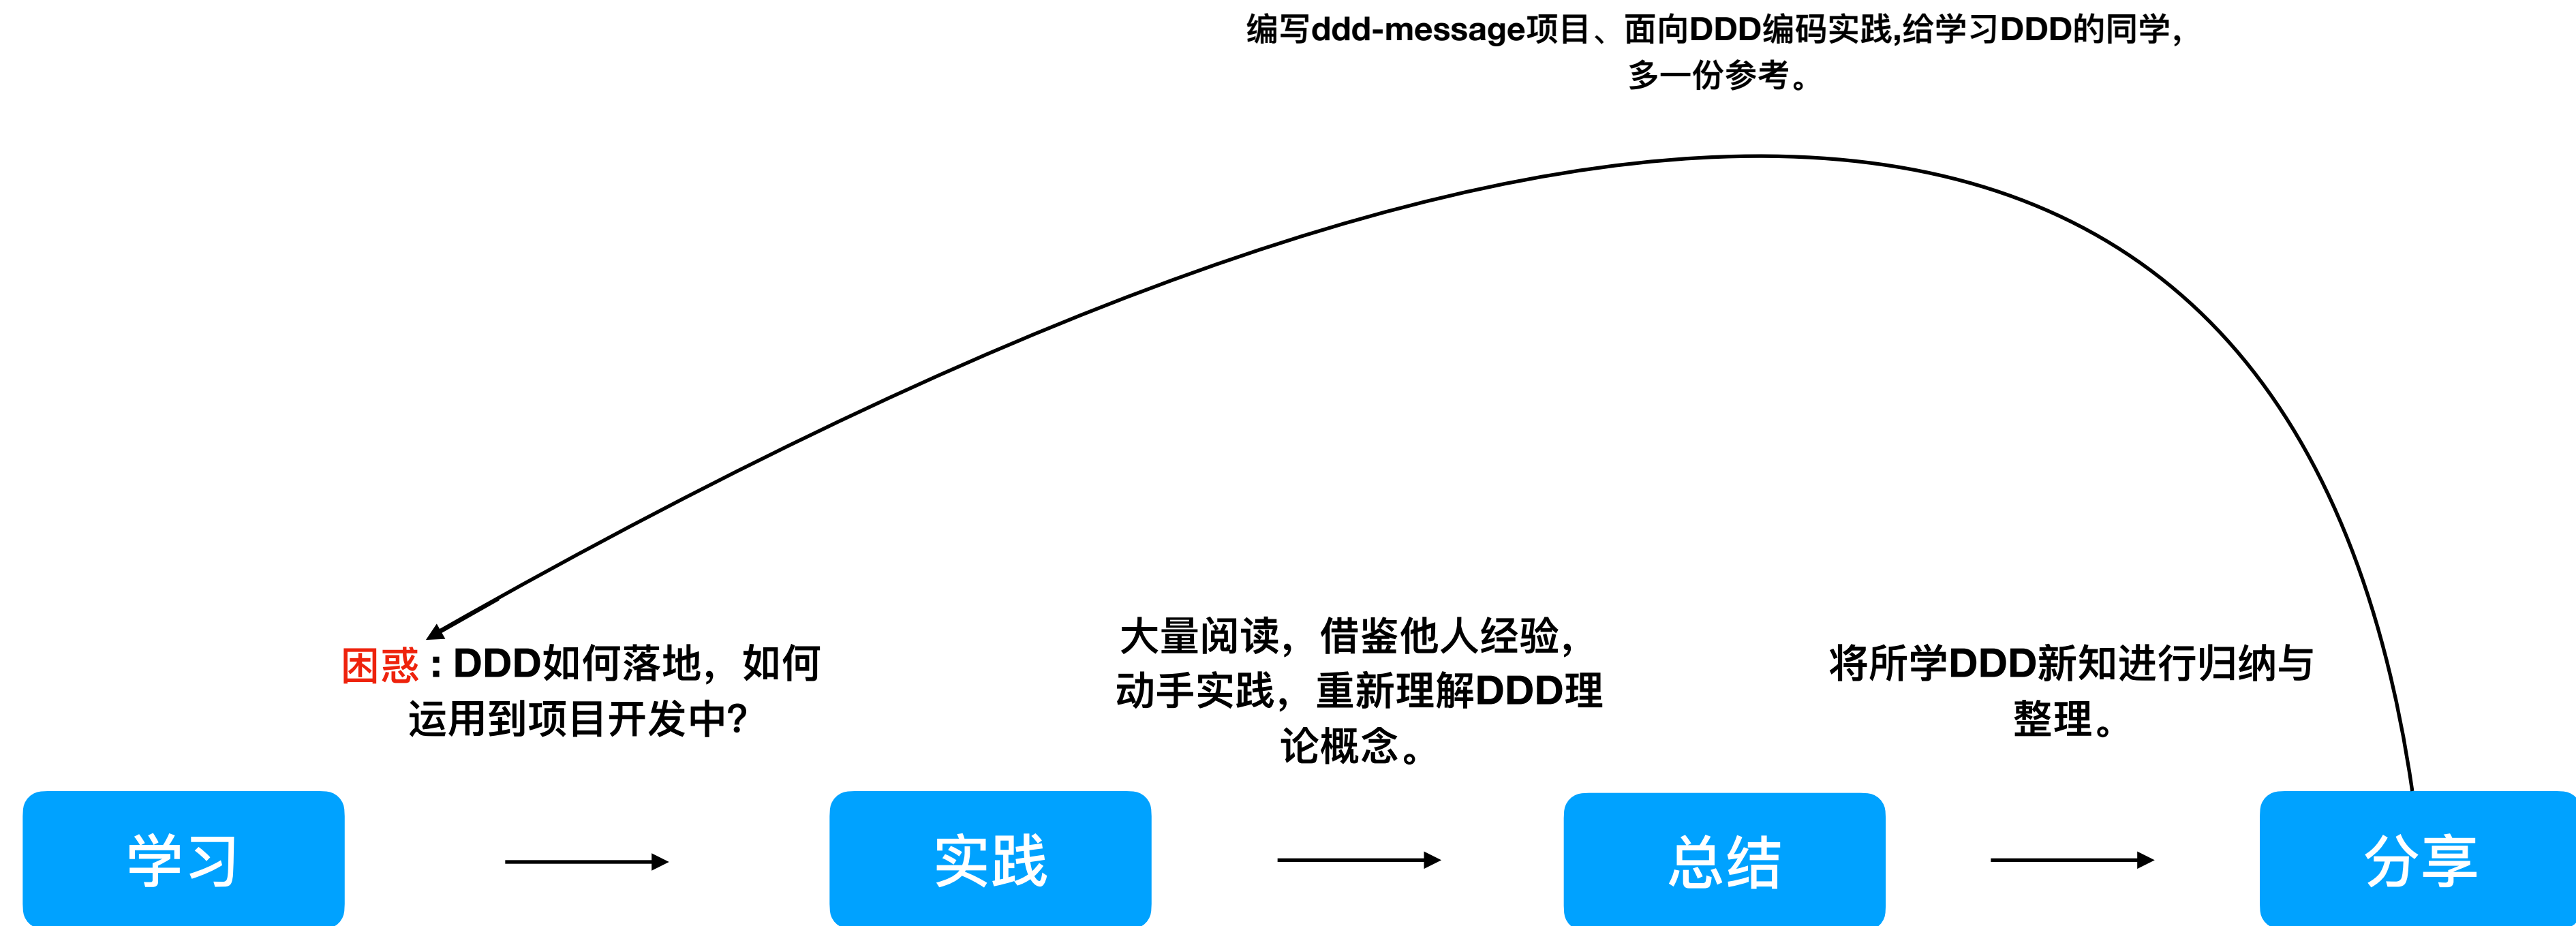 编写ddd-message项目、面向DDD编码实践,给学习DDD的同学，
多一份参考。
困惑：DDD如何落地，如何
运用到项目开发中？
大量阅读，借鉴他人经验，
动手实践，重新理解DDD理
论概念。
将所学DDD新知进行归纳与
整理。
学习
实践
总结
分享